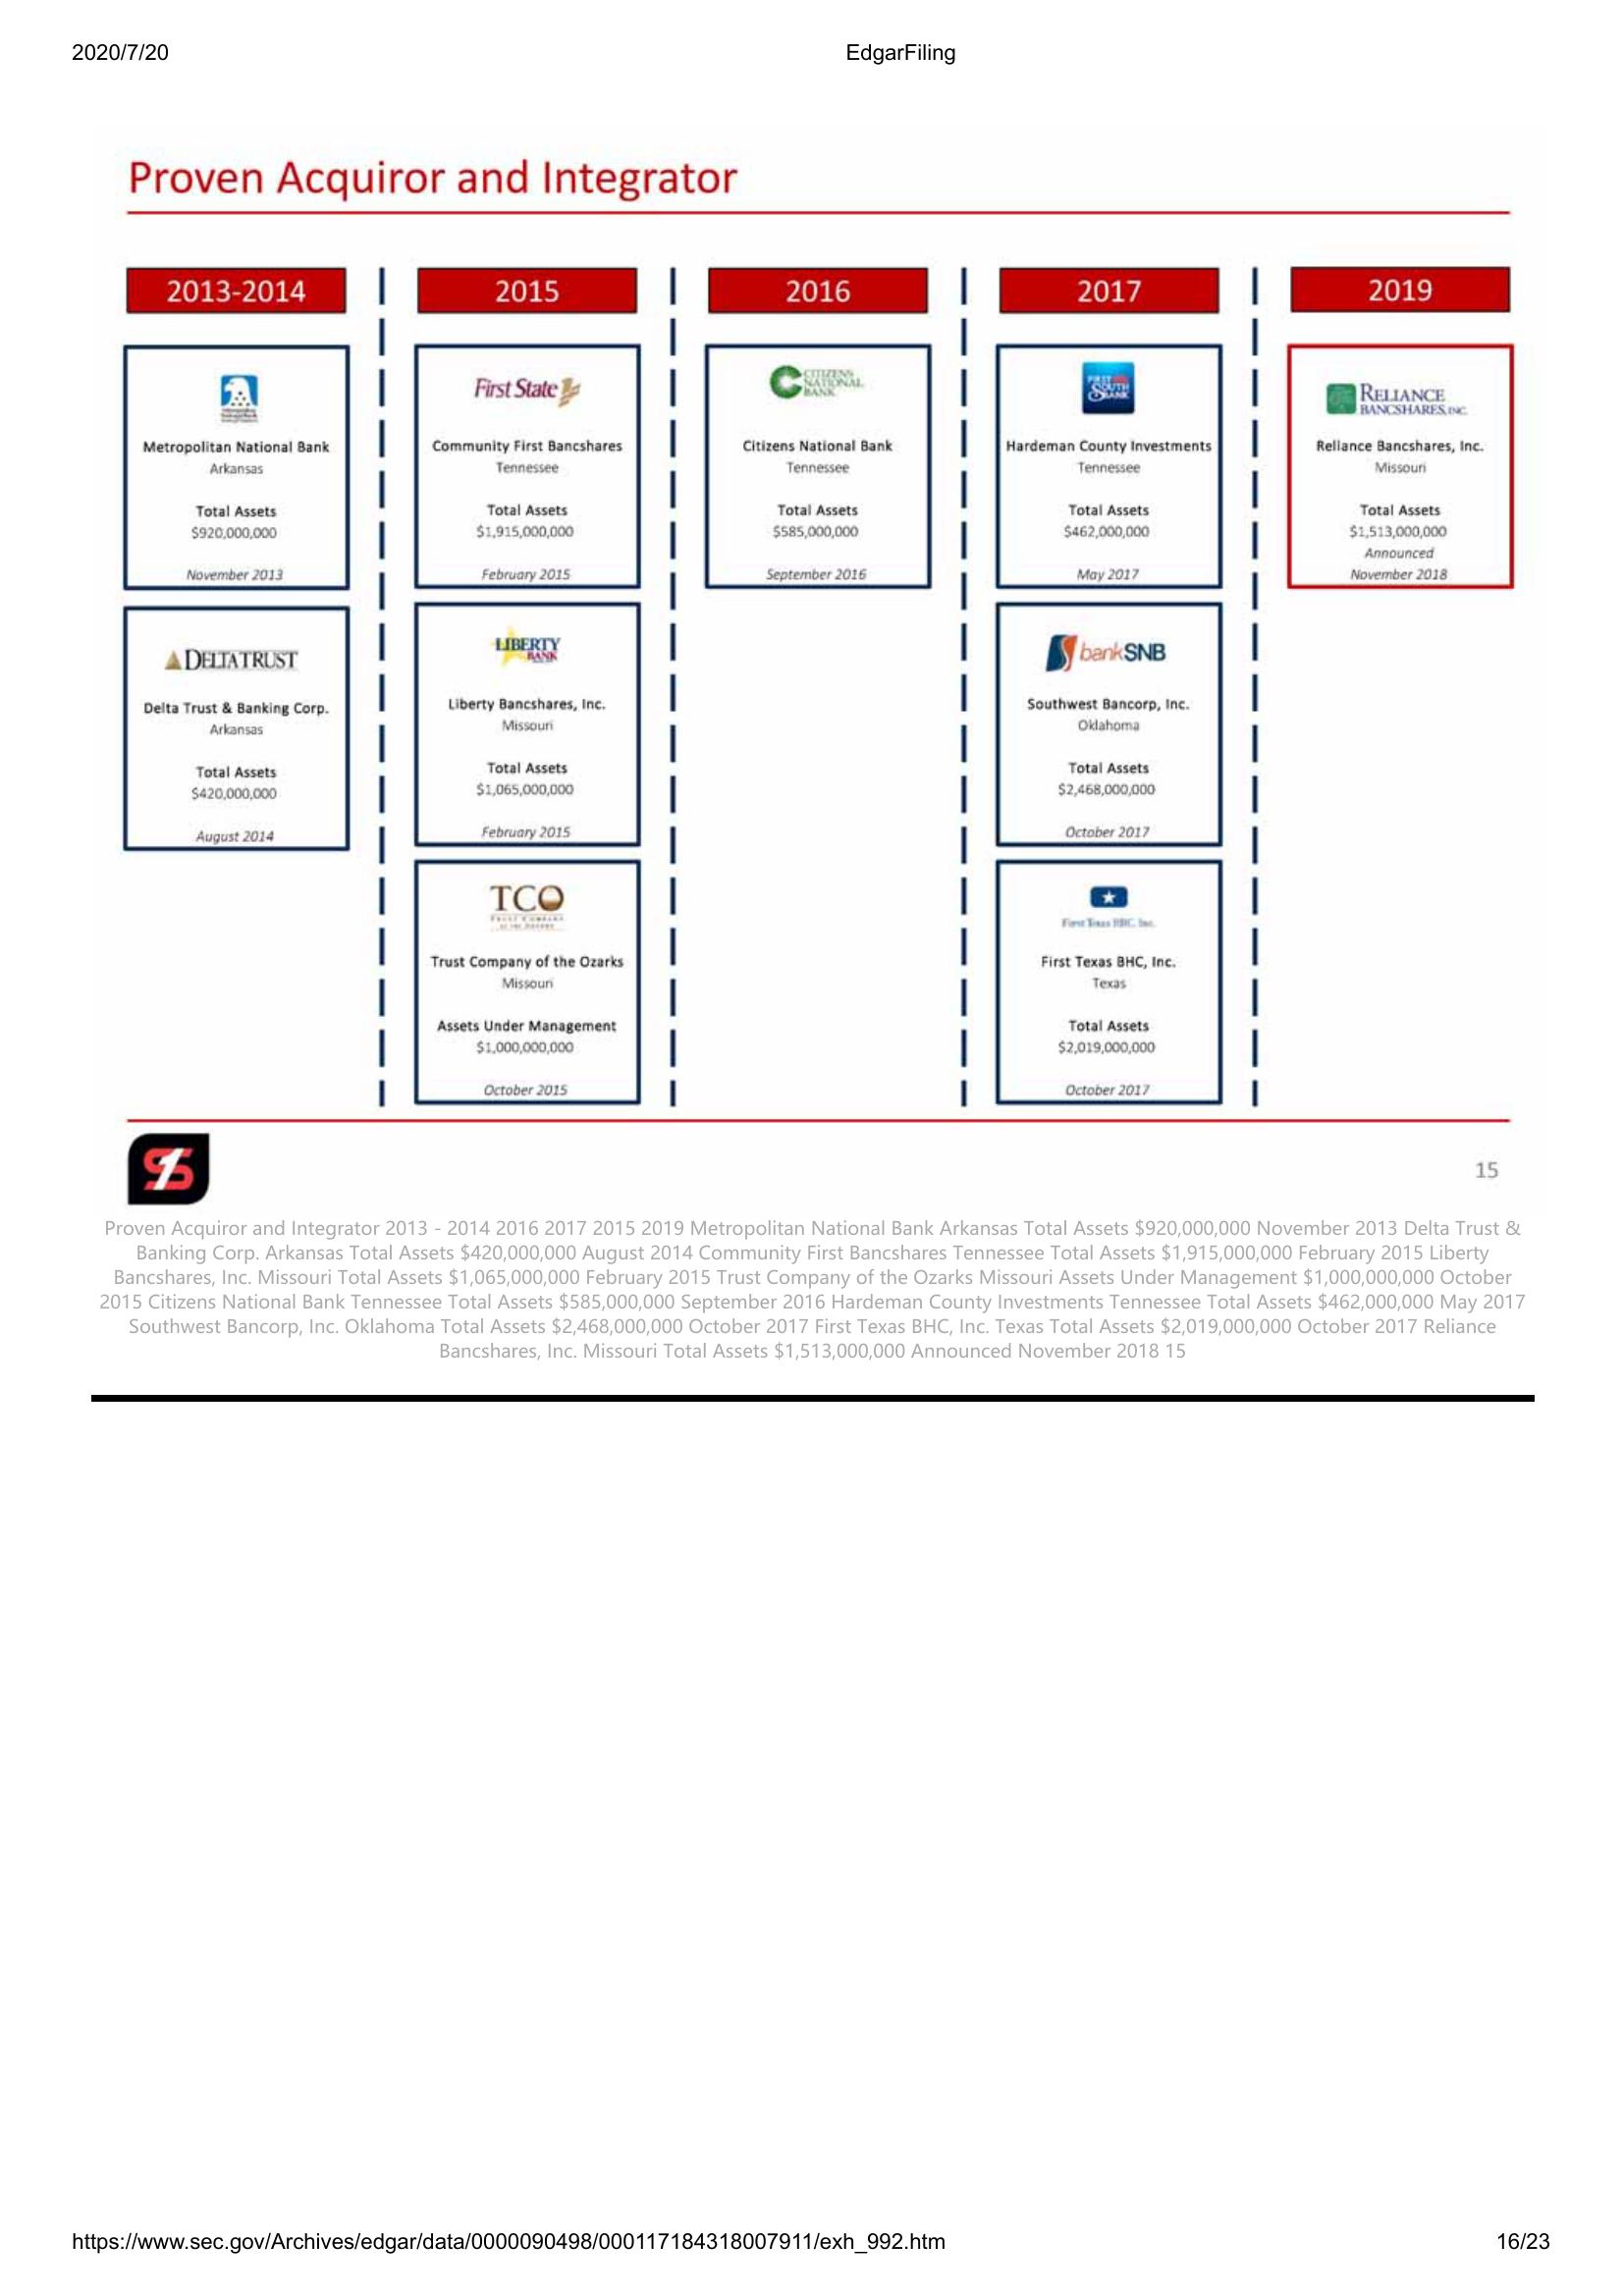 2020/7/20
EdgarFiling
Proven Acquiror and Integrator
2013-2014
Metropolitan National Bank
Arkansas
Total Assets
$920,000,000
November 2013
DELTA TRUST
Delta Trust & Banking Corp.
Arkansas
Total Assets
$420,000,000
August 2014
2015
First State
Community First Bancshares
Tennessee
Total Assets
$1,915,000,000
February 2015
LIBERTY
BANK
Liberty Bancshares, Inc.
Missouri
Total Assets
$1,065,000,000
February 2015
TCO
Trust Company of the Ozarks
Missouri
Assets Under Management
$1,000,000,000
October 2015
2016
CITIZENS
NATIONAL
BANK
Citizens National Bank
Tennessee
Total Assets
$585,000,000
September 2016
2017
FIRST
SOUTH
BANK
Hardeman County Investments
Tennessee
Total Assets
$462,000,000
May 2017
bankSNB
Southwest Bancorp, Inc.
Oklahoma
Total Assets
$2,468,000,000
October 2017
First Texas BHC, Inc.
First Texas BHC, Inc.
Texas
Total Assets
$2,019,000,000
October 2017
2019
RELIANCE
BANCSHARES, INC.
Reliance Bancshares, Inc.
Missouri
Total Assets
$1,513,000,000
Announced
November 2018
15
Proven Acquiror and Integrator 2013 - 2014 2016 2017 2015 2019 Metropolitan National Bank Arkansas Total Assets $920,000,000 November 2013 Delta Trust &
Banking Corp. Arkansas Total Assets $420,000,000 August 2014 Community First Bancshares Tennessee Total Assets $1,915,000,000 February 2015 Liberty
Bancshares, Inc. Missouri Total Assets $1,065,000,000 February 2015 Trust Company of the Ozarks Missouri Assets Under Management $1,000,000,000 October
2015 Citizens National Bank Tennessee Total Assets $585,000,000 September 2016 Hardeman County Investments Tennessee Total Assets $462,000,000 May 2017
Southwest Bancorp, Inc. Oklahoma Total Assets $2,468,000,000 October 2017 First Texas BHC, Inc. Texas Total Assets $2,019,000,000 October 2017 Reliance
Bancshares, Inc. Missouri Total Assets $1,513,000,000 Announced November 2018 15
https://www.sec.gov/Archives/edgar/data/0000090498/000117184318007911/exh_992.htm
16/23